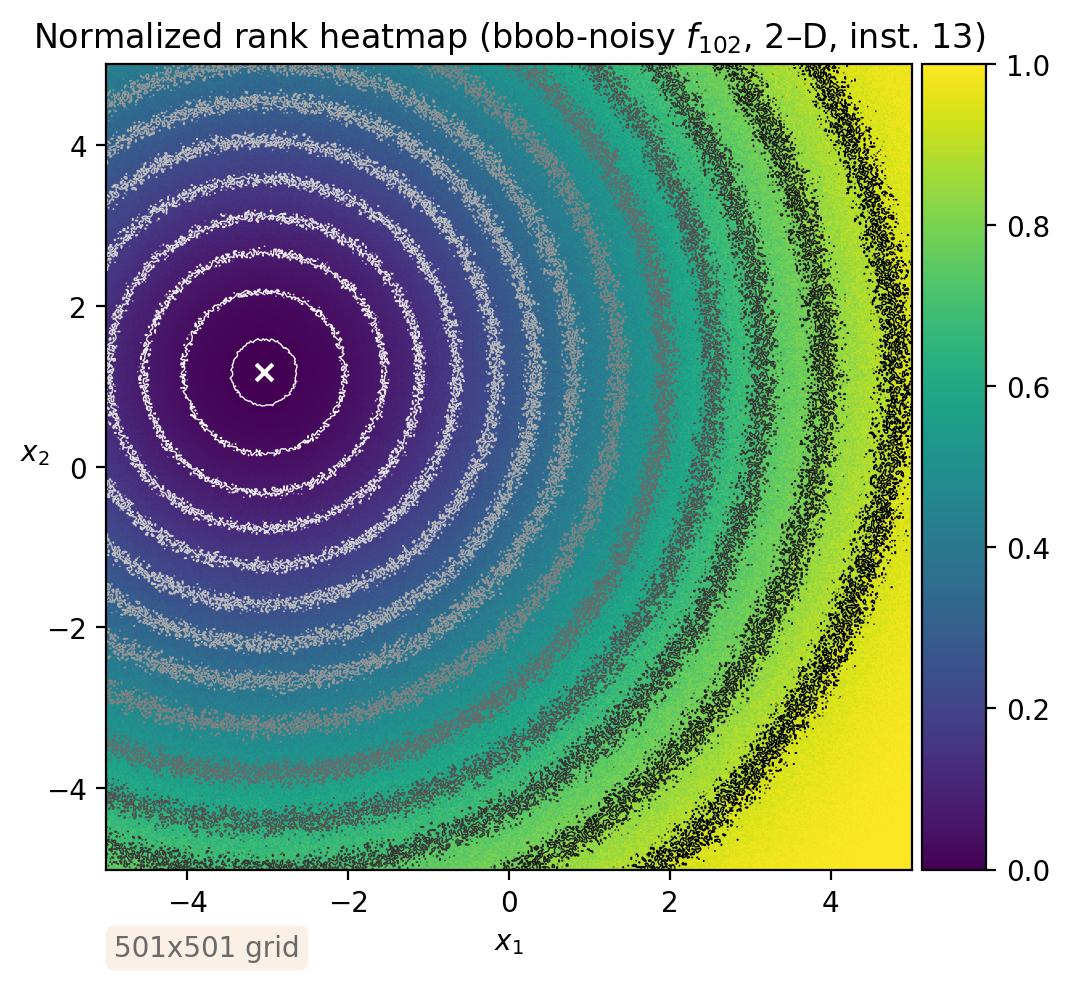 Normalized rank heatmap (bbob-noisy f₁₀₂, 2–D, inst. 13)
1.0
4
0.8
2
0.6
x₂
0
0.4
−2
0.2
−4
0.0
−4 −2 0 2 4
x₁
501x501 grid